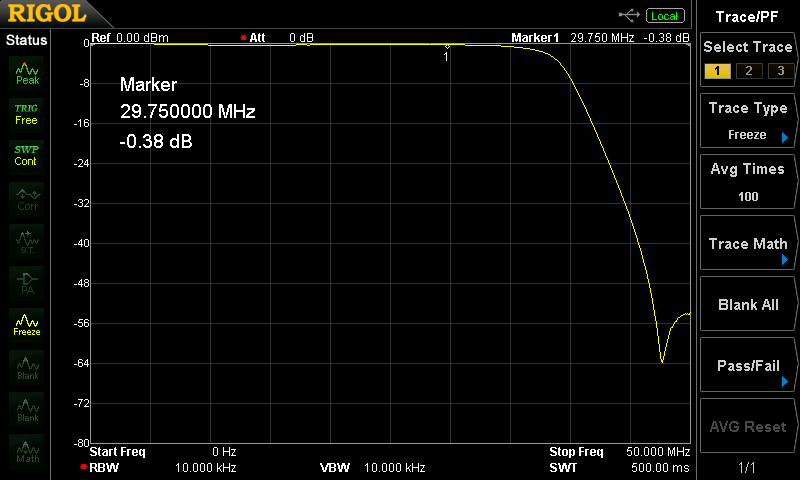 RIGOL
Status
Peak
TRIG
Free
SWP
Cont
Corr
S.T.
PA
Freeze
Blank
Blank
Math
Ref 0.00 dBm * Att 0 dB Marker1 29.750 MHz -0.38 dB
Local
0
-8
-16
-24
-32
-40
-48
-56
-64
-72
-80
1
Marker
29.750000 MHz
-0.38 dB
Start Freq 0 Hz Stop Freq 50.000 MHz
*RBW 10.000 kHz VBW 10.000 kHz SWT 500.00 ms
Trace/PF
Select Trace
1 2 3
Trace Type
Freeze
Avg Times
100
Trace Math
Blank All
Pass/Fail
AVG Reset
1/1